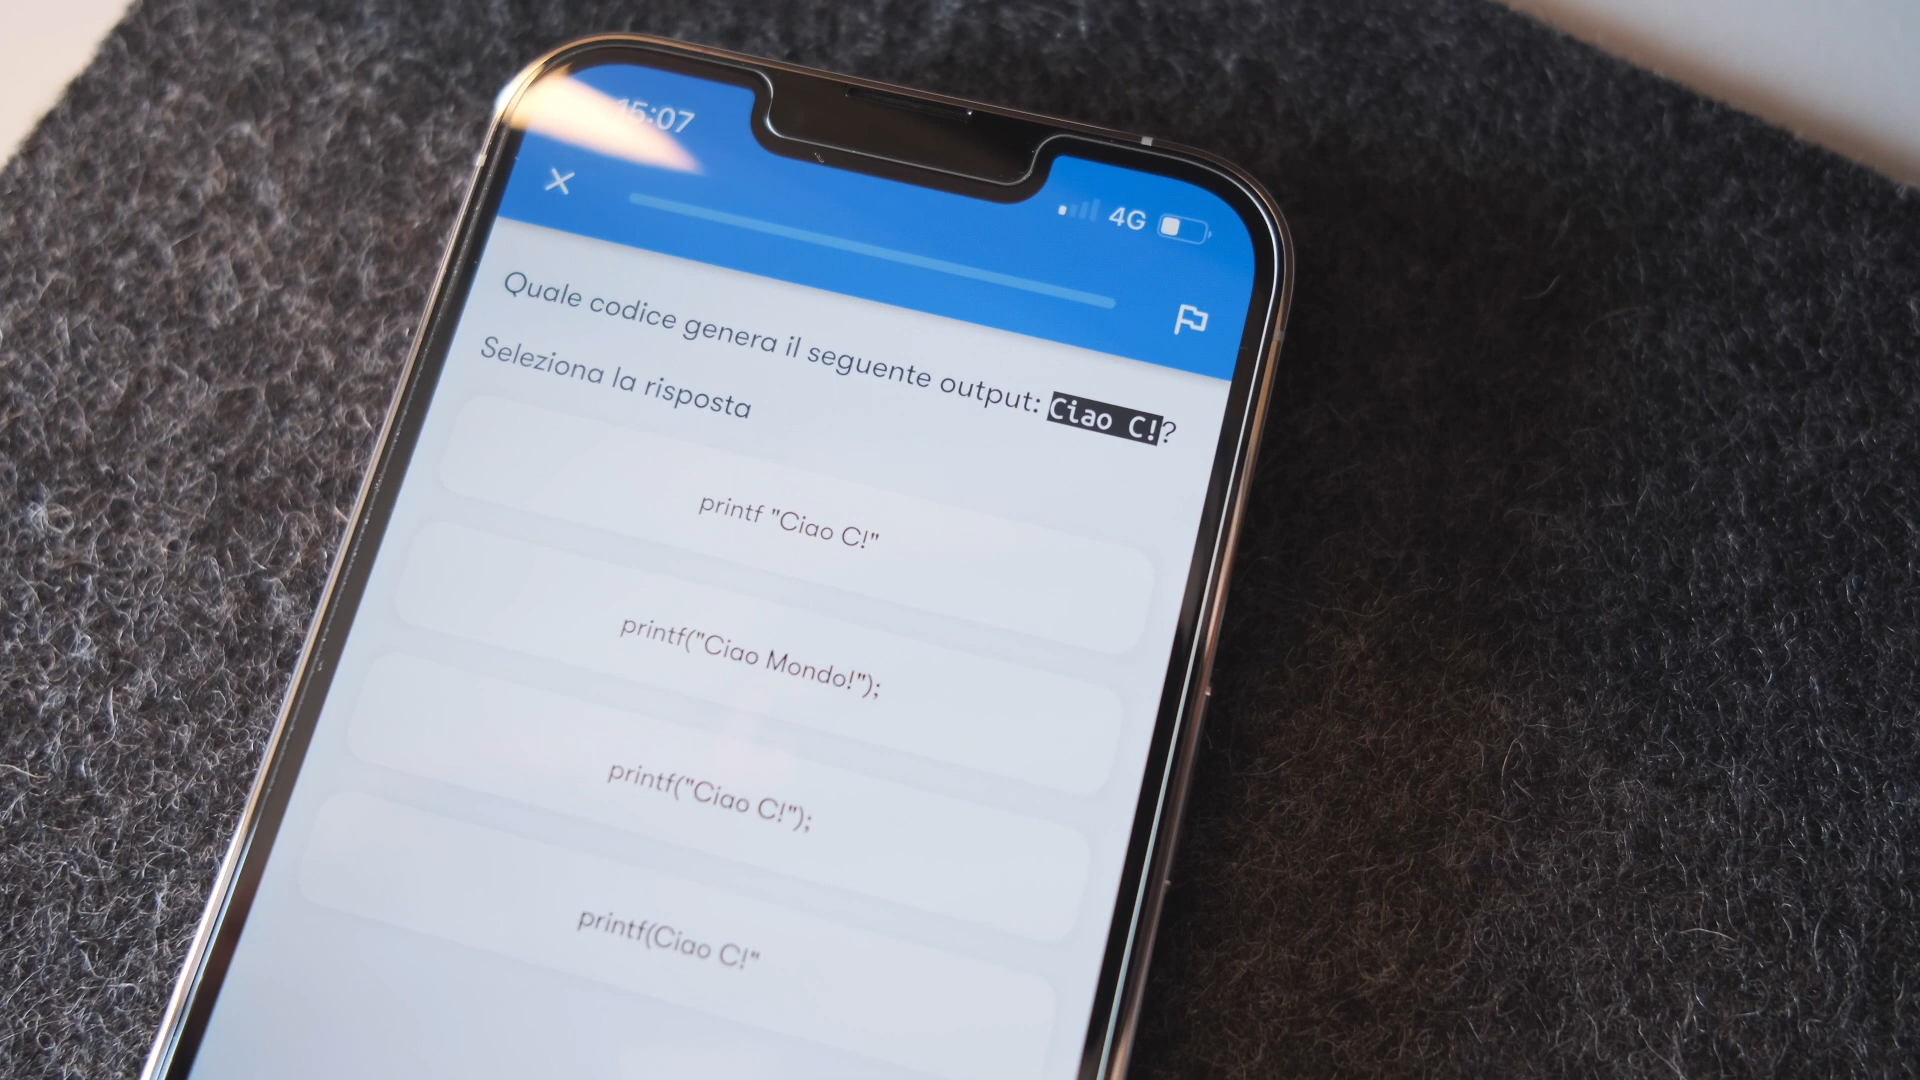 15:07
4G
Quale codice genera il seguente output: Ciao C!?
Seleziona la risposta
printf "Ciao C!"
printf("Ciao Mondo!");
printf("Ciao C!");
printf(Ciao C!"